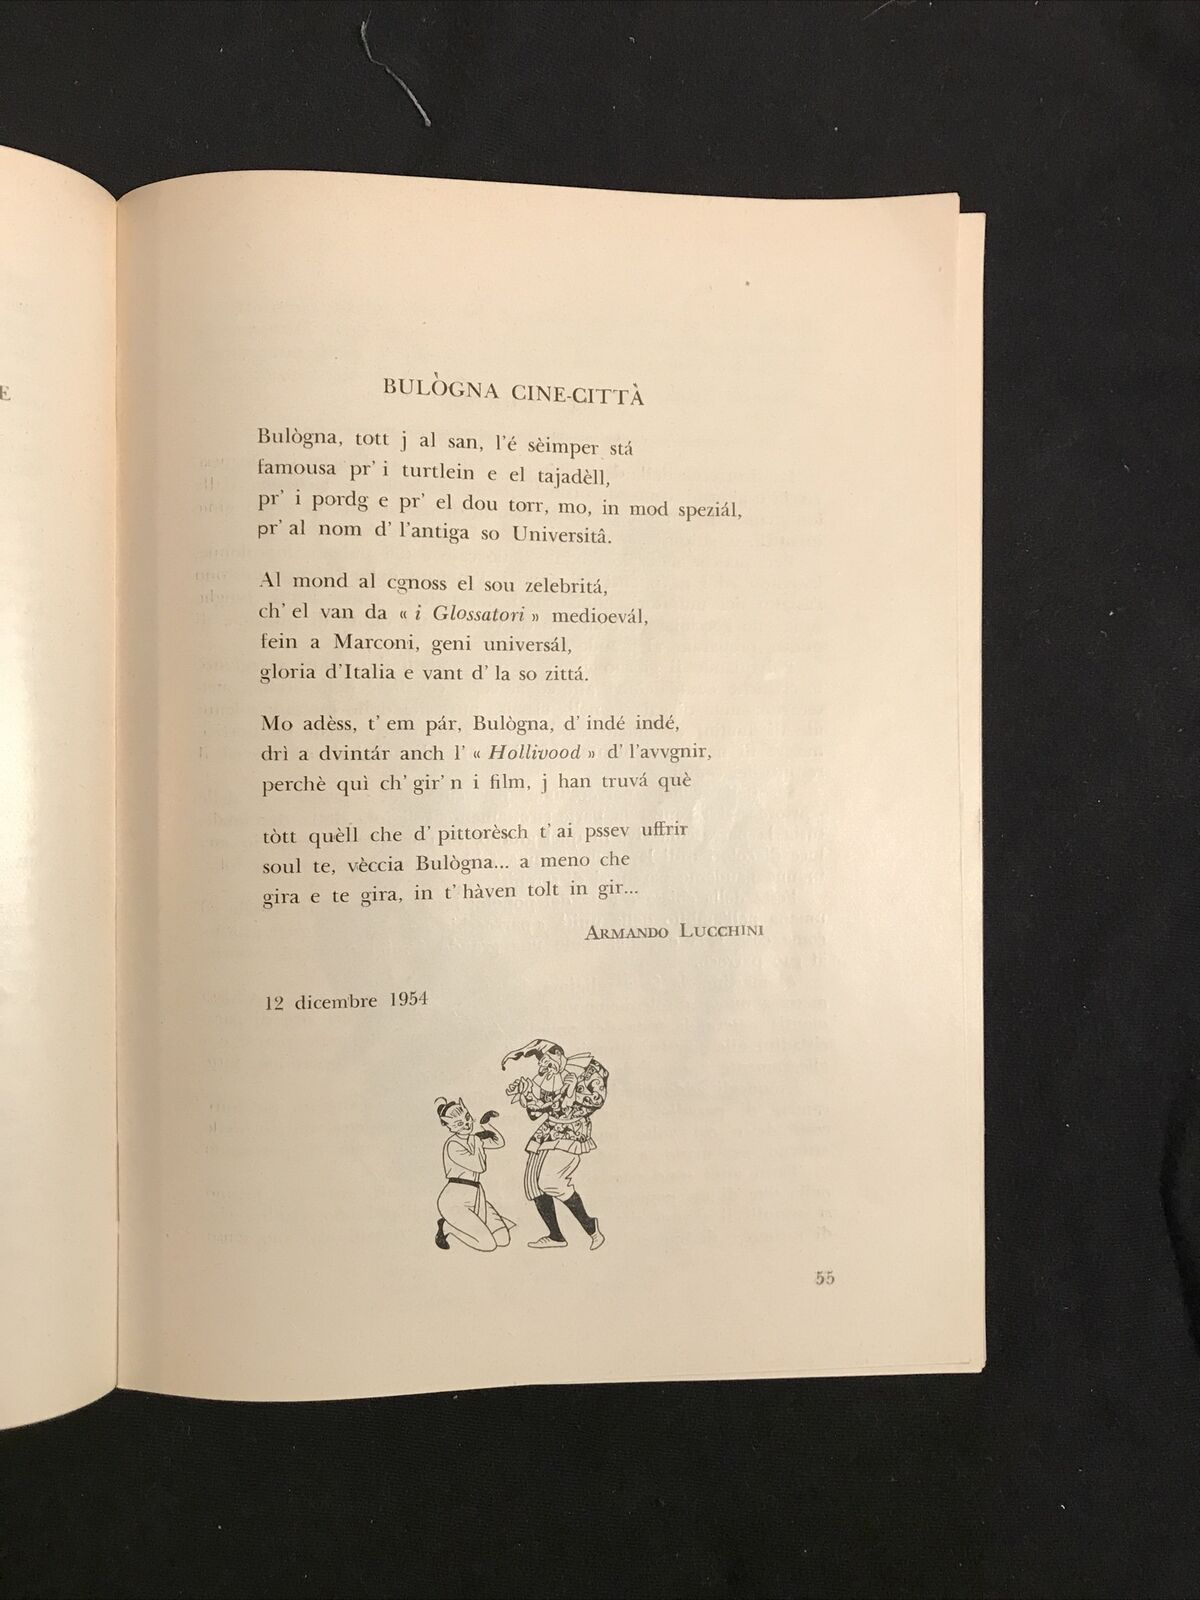 E
BULÒGNA CINE-CITTÀ
Bulògna, tott j al san, l'é sèimper stá
famousa pr' i turtlein e el tajadèll,
pr' i pordg e pr' el dou torr, mo, in mod speziál,
pr' al nom d' l'antiga so Universitâ.
Al mond al cgnoss el sou zelebritá,
ch' el van da « i Glossatori » medioevál,
fein a Marconi, geni universál,
gloria d'Italia e vant d' la so zittá.
Mo adèss, t' em pár, Bulògna, d' indé indé,
drì a dvintár anch l' « Hollivood » d' l'avvgnir,
perchè quì ch' gir' n i film, j han truvá què
tòtt quèll che d' pittorèsch t' ai pssev uffrir
soul te, vèccia Bulògna... a meno che
gira e te gira, in t' hàven tolt in gir...
ARMANDO LUCCHINI
12 dicembre 1954
55